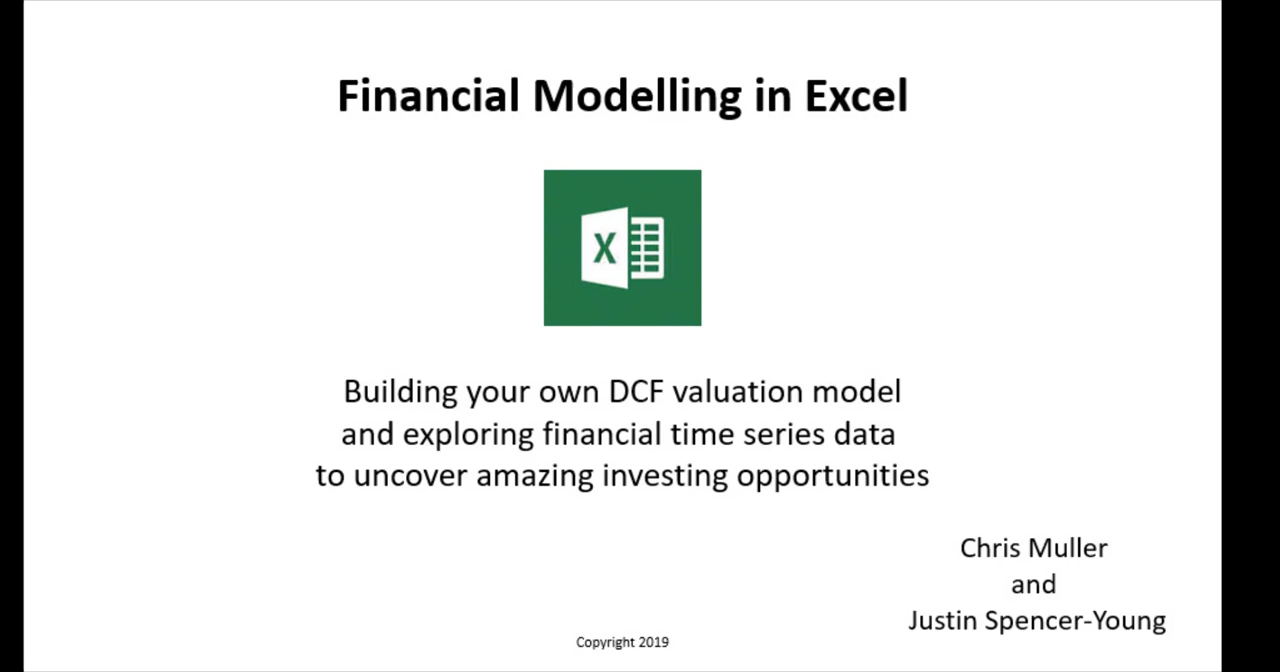 Financial Modelling in Excel
X
Building your own DCF valuation model
and exploring financial time series data
to uncover amazing investing opportunities
Chris Muller
and
Justin Spencer-Young
Copyright 2019